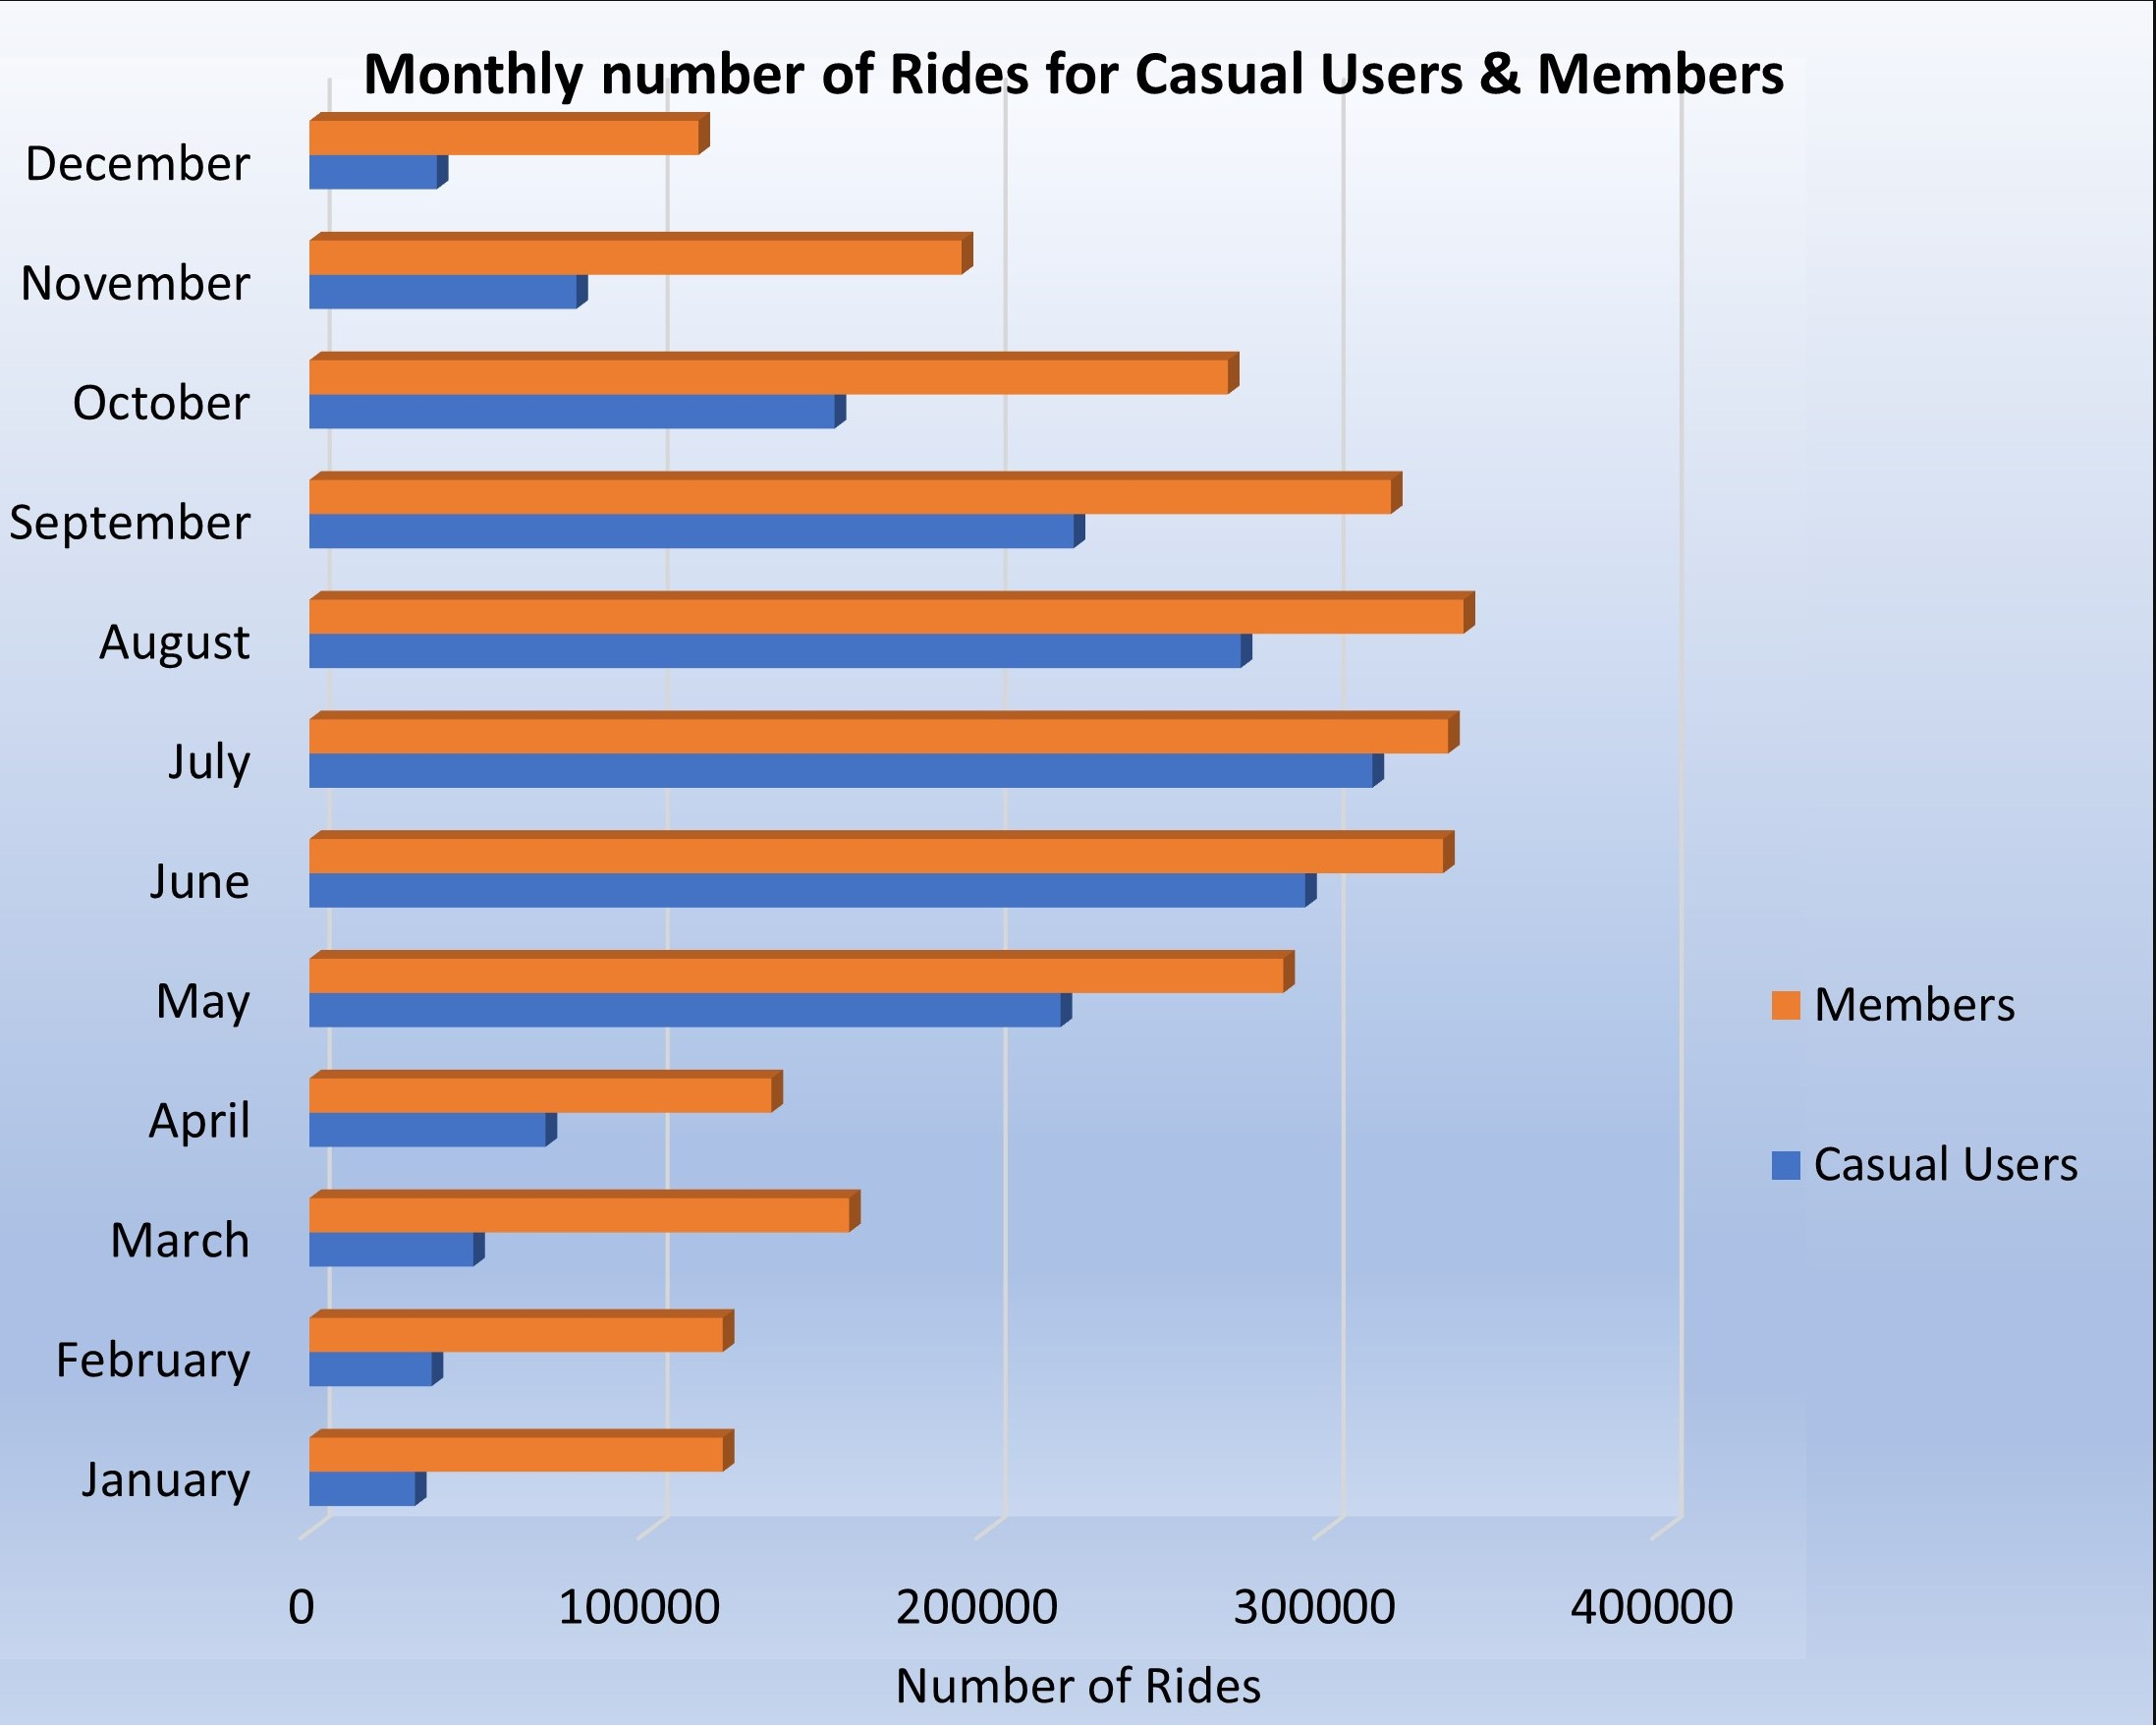 Monthly number of Rides for Casual Users & Members
December
November
October
September
August
July
June
May
April
March
February
January
Members
Casual Users
0 100000 200000 300000 400000
Number of Rides